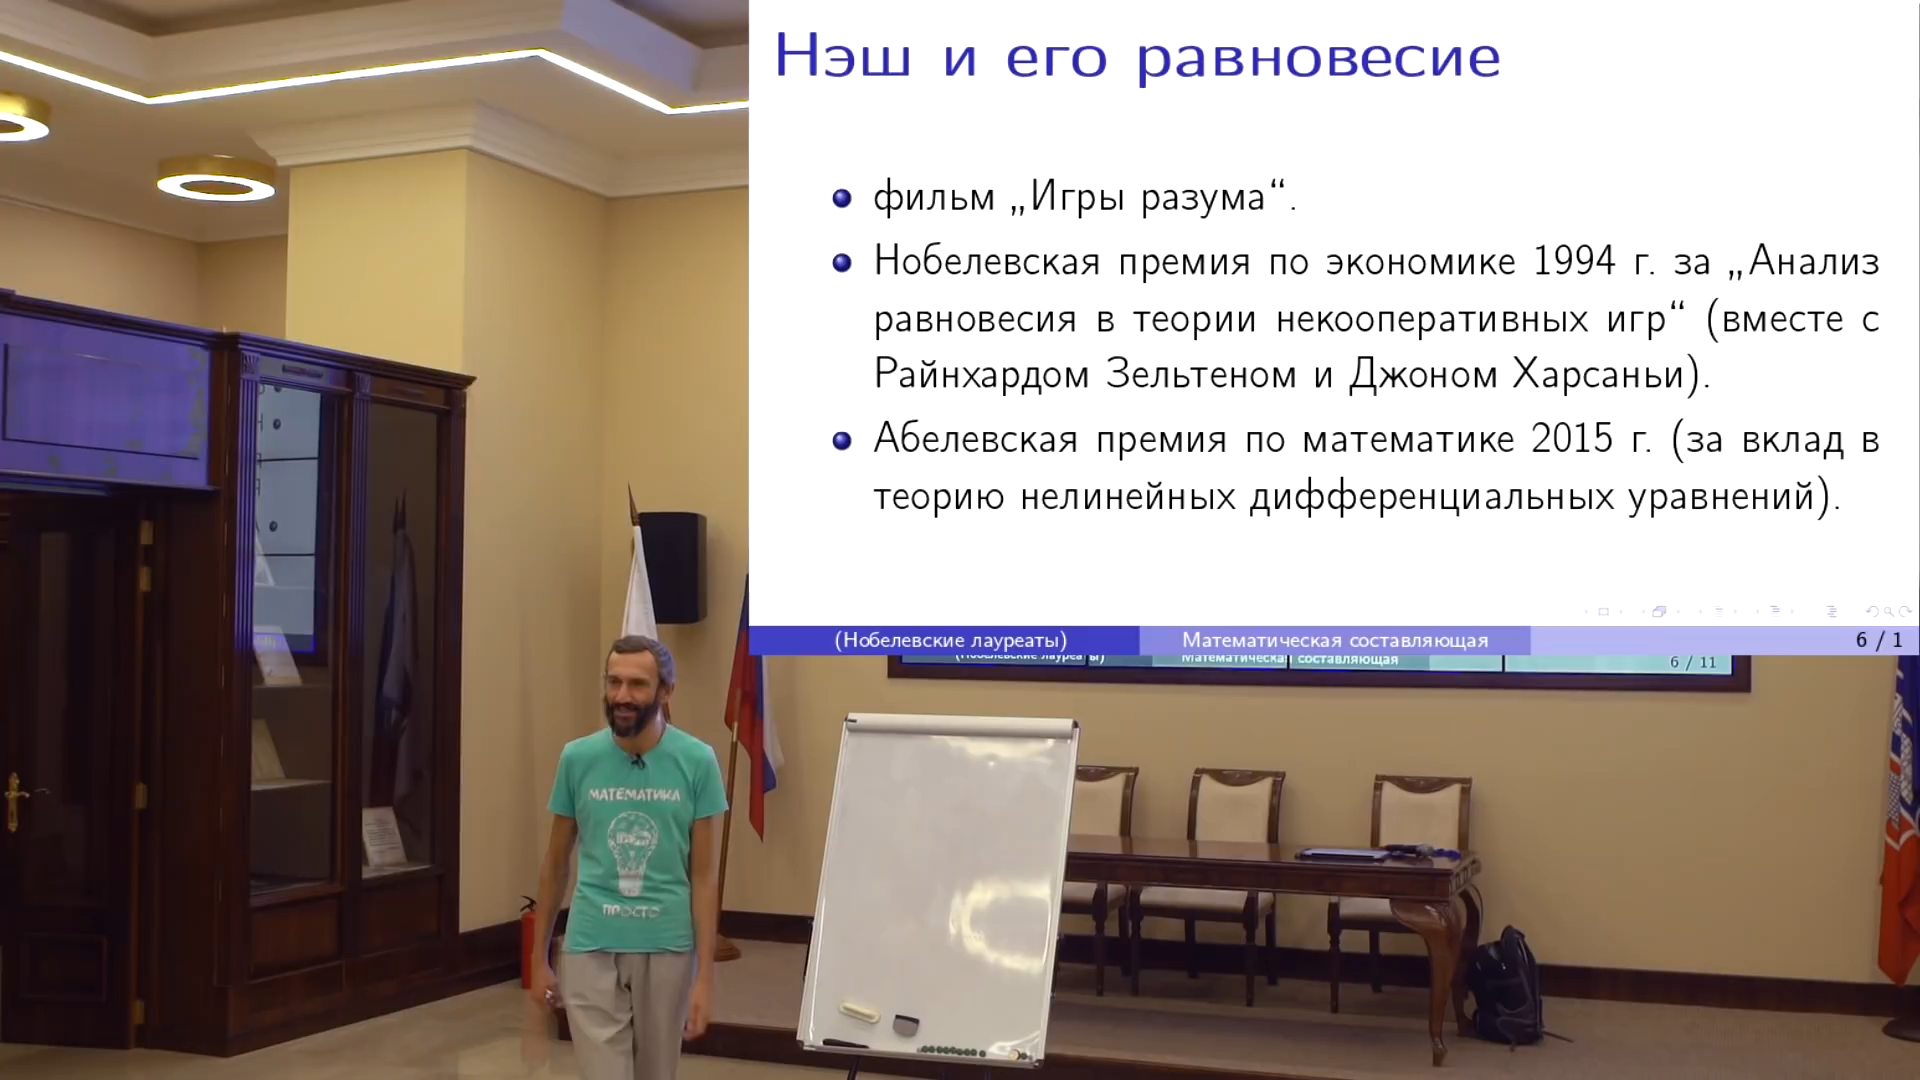 Нэш и его равновесие
фильм „Игры разума“.
Нобелевская премия по экономике 1994 г. за „Анализ
равновесия в теории некооперативных игр“ (вместе с
Райнхардом Зельтеном и Джоном Харсаньи).
Абелевская премия по математике 2015 г. (за вклад в
теорию нелинейных дифференциальных уравнений).
(Нобелевские лауреаты) Математическая составляющая 6 / 1
(Нобелевские лауреаты) Математическая составляющая 6 / 11
МАТЕМАТИКА
ПРОСТО